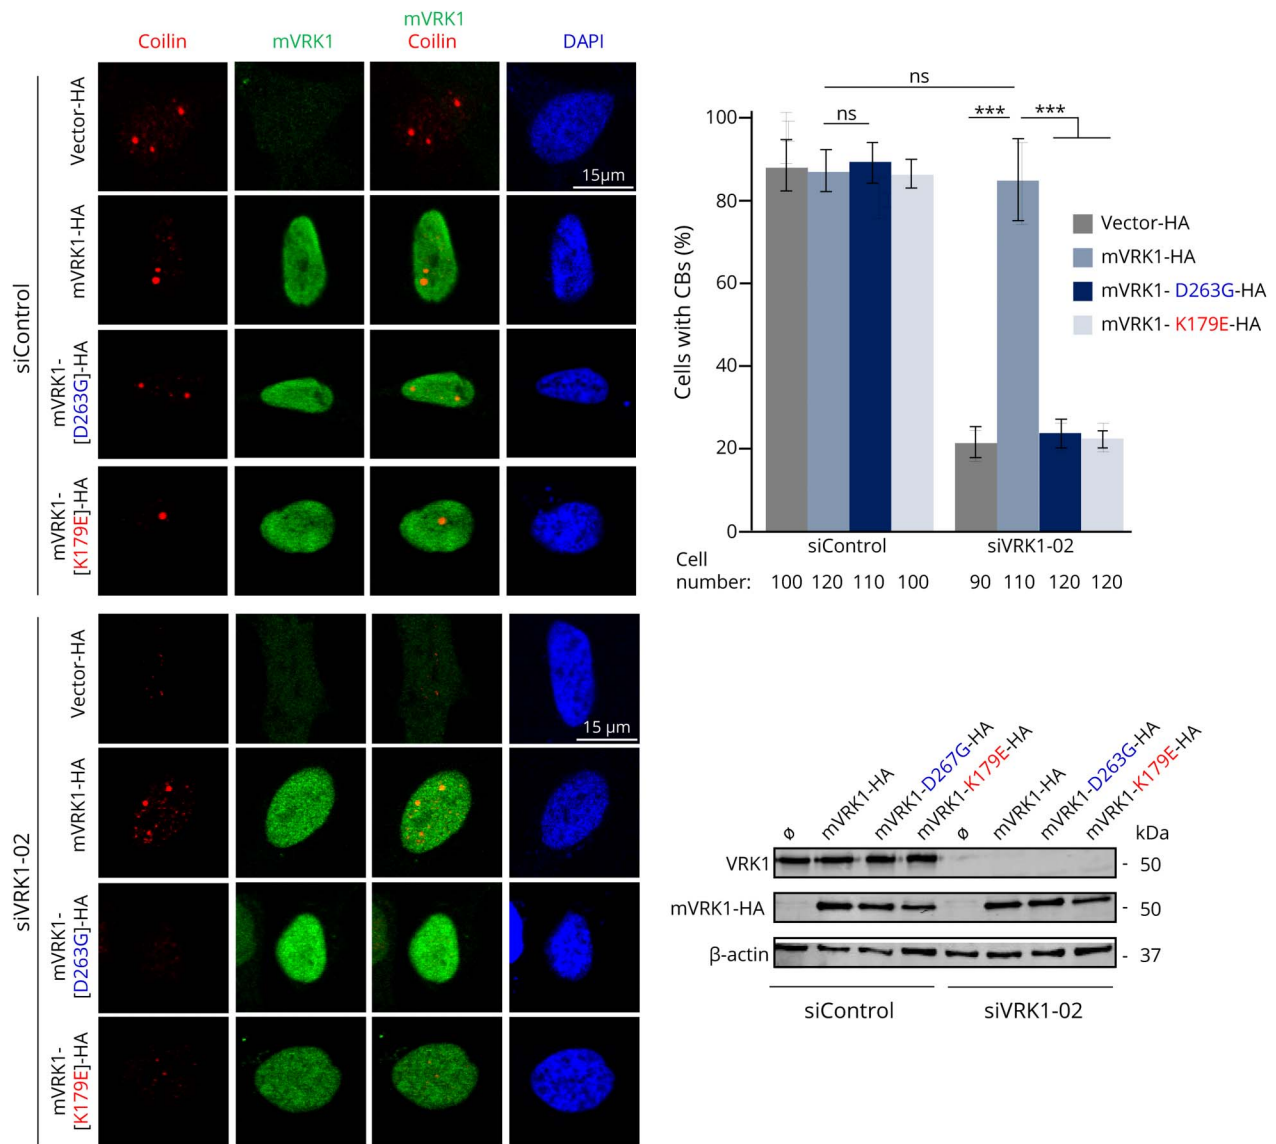 Coilin
mVRK1
mVRK1
Coilin
DAPI
siControl
Vector-HA
15µm
mVRK1-HA
mVRK1-
[D263G]-HA
mVRK1-
[K179E]-HA
siVRK1-02
Vector-HA
15 µm
mVRK1-HA
mVRK1-
[D263G]-HA
mVRK1-
[K179E]-HA
ns
ns
***
***
Cells with CBs (%)
100
80
60
40
20
0
Vector-HA
mVRK1-HA
mVRK1- D263G-HA
mVRK1- K179E-HA
siControl
siVRK1-02
Cell
number: 100 120 110 100 90 110 120 120
ø
mVRK1-HA
mVRK1-D267G-HA
mVRK1-K179E-HA
ø
mVRK1-HA
mVRK1-D263G-HA
mVRK1-K179E-HA
kDa
VRK1 - 50
mVRK1-HA - 50
β-actin - 37
siControl
siVRK1-02